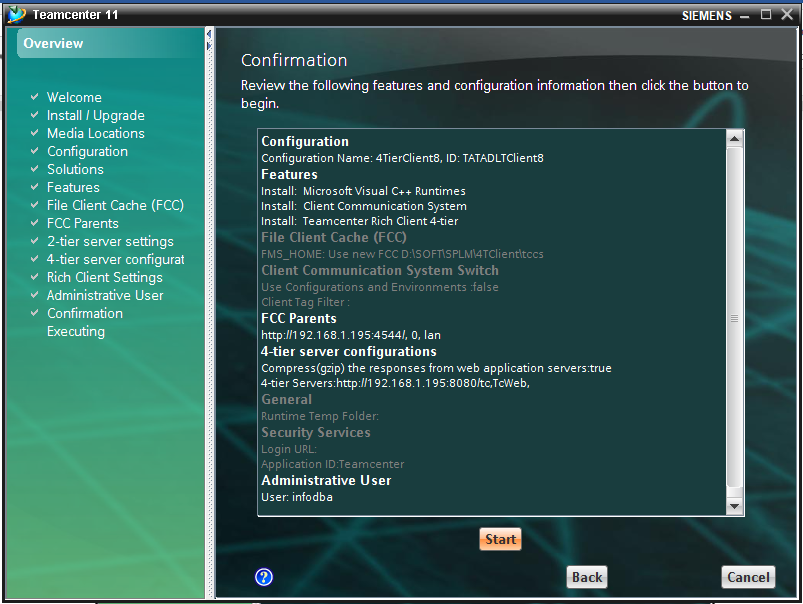 Teamcenter 11
SIEMENS
Overview
Welcome
Install / Upgrade
Media Locations
Configuration
Solutions
Features
File Client Cache (FCC)
FCC Parents
2-tier server settings
4-tier server configurat
Rich Client Settings
Administrative User
Confirmation
Executing
Confirmation
Review the following features and configuration information then click the button to
begin.
Configuration
Configuration Name: 4TierClient8, ID: TATADLTClient8
Features
Install: Microsoft Visual C++ Runtimes
Install: Client Communication System
Install: Teamcenter Rich Client 4-tier
File Client Cache (FCC)
FMS_HOME: Use new FCC D:\SOFT\SPLM\4TClient\tccs
Client Communication System Switch
Use Configurations and Environments :false
Client Tag Filter :
FCC Parents
http://192.168.1.195:4544/, 0, lan
4-tier server configurations
Compress(gzip) the responses from web application servers:true
4-tier Servers:http://192.168.1.195:8080/tc,TcWeb,
General
Runtime Temp Folder:
Security Services
Login URL:
Application ID:Teamcenter
Administrative User
User: infodba
Start
?
Back
Cancel